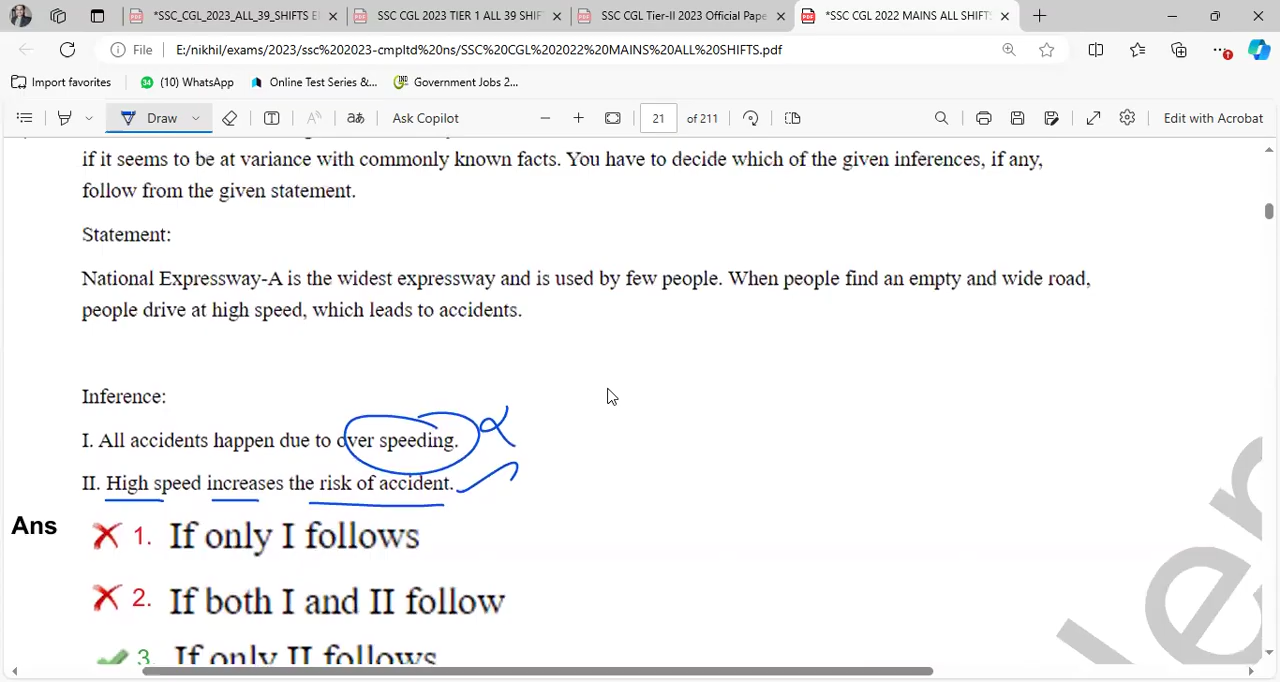 *SSC_CGL_2023_ALL_39_SHIFTS El
SSC CGL 2023 TIER 1 ALL 39 SHIF
SSC CGL Tier-II 2023 Official Pape
*SSC CGL 2022 MAINS ALL SHIFTS
File
E:/nikhil/exams/2023/ssc%202023-cmpltd%20ns/SSC%20CGL%202022%20MAINS%20ALL%20SHIFTS.pdf
Import favorites
(10) WhatsApp
Online Test Series &...
Government Jobs 2...
Draw
Ask Copilot
21
of 211
Edit with Acrobat
if it seems to be at variance with commonly known facts. You have to decide which of the given inferences, if any,
follow from the given statement.
Statement:
National Expressway-A is the widest expressway and is used by few people. When people find an empty and wide road,
people drive at high speed, which leads to accidents.
Inference:
I. All accidents happen due to over speeding.
II. High speed increases the risk of accident.
Ans
1. If only I follows
2. If both I and II follow
3. If only II follows